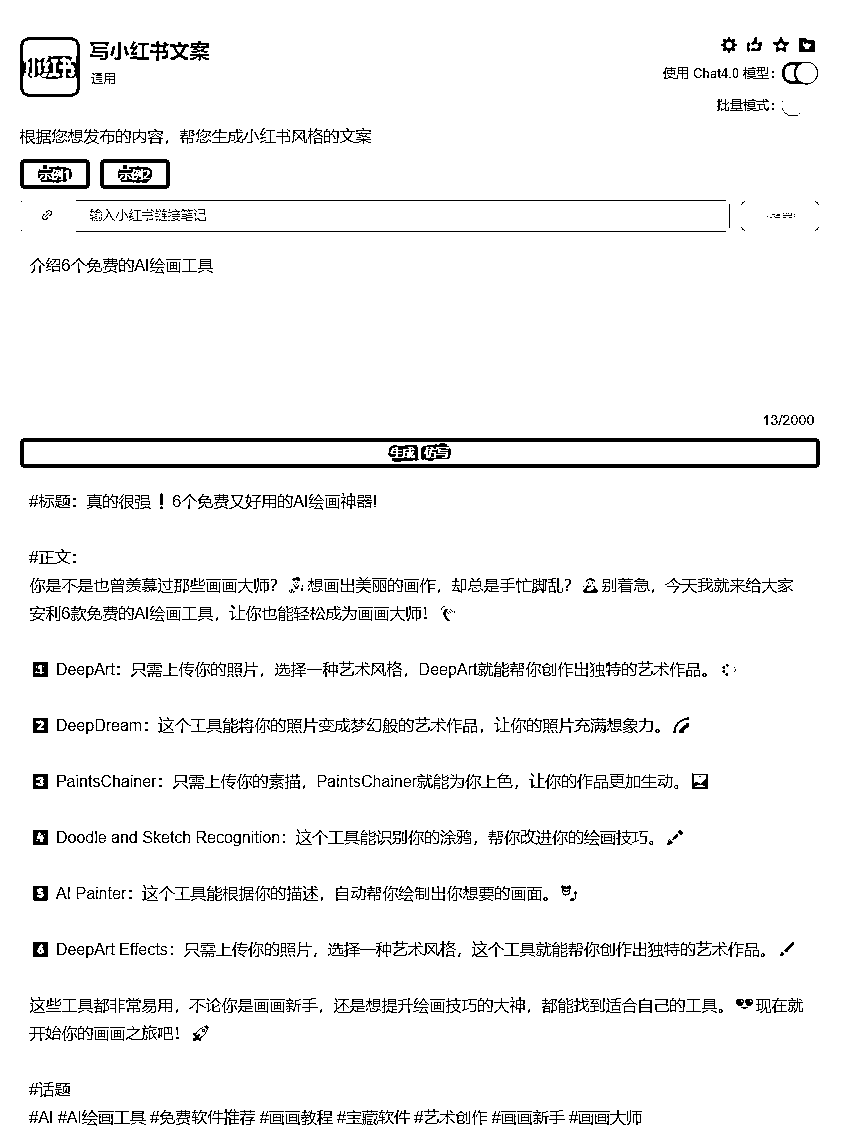 小红书
写小红书文案
通用
使用 Chat4.0 模型：
批量模式：
根据您想发布的内容，帮您生成小红书风格的文案
示例1
示例2
输入小红书链接笔记
介绍6个免费的AI绘画工具
13/2000
生成 仿写
#标题：真的很强❗6个免费又好用的AI绘画神器!
#正文：
你是不是也曾羡慕过那些画画大师？想画出美丽的画作，却总是手忙脚乱？别着急，今天我就来给大家
安利6款免费的AI绘画工具，让你也能轻松成为画画大师！
1 DeepArt：只需上传你的照片，选择一种艺术风格，DeepArt就能帮你创作出独特的艺术作品。
2 DeepDream：这个工具能将你的照片变成梦幻般的艺术作品，让你的照片充满想象力。
3 PaintsChainer：只需上传你的素描，PaintsChainer就能为你上色，让你的作品更加生动。
4 Doodle and Sketch Recognition：这个工具能识别你的涂鸦，帮你改进你的绘画技巧。
5 AI Painter：这个工具能根据你的描述，自动帮你绘制出你想要的画面。
6 DeepArt Effects：只需上传你的照片，选择一种艺术风格，这个工具就能帮你创作出独特的艺术作品。
这些工具都非常易用，不论你是画画新手，还是想提升绘画技巧的大神，都能找到适合自己的工具。现在就
开始你的画画之旅吧！
#话题
#AI #AI绘画工具 #免费软件推荐 #画画教程 #宝藏软件 #艺术创作 #画画新手 #画画大师